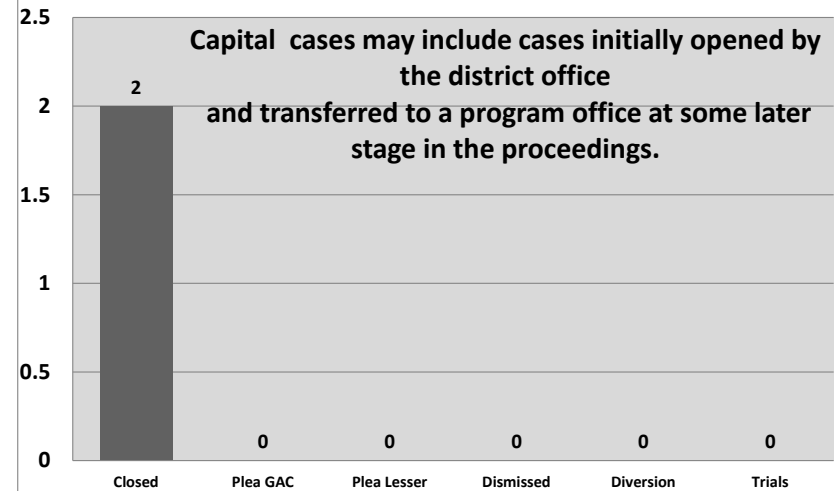 2.5
Capital cases may include cases initially opened by
the district office
and transferred to a program office at some later
stage in the proceedings.
2
2
1.5
1
0.5
0
0
0
0
0
0
Closed Plea GAC Plea Lesser Dismissed Diversion Trials